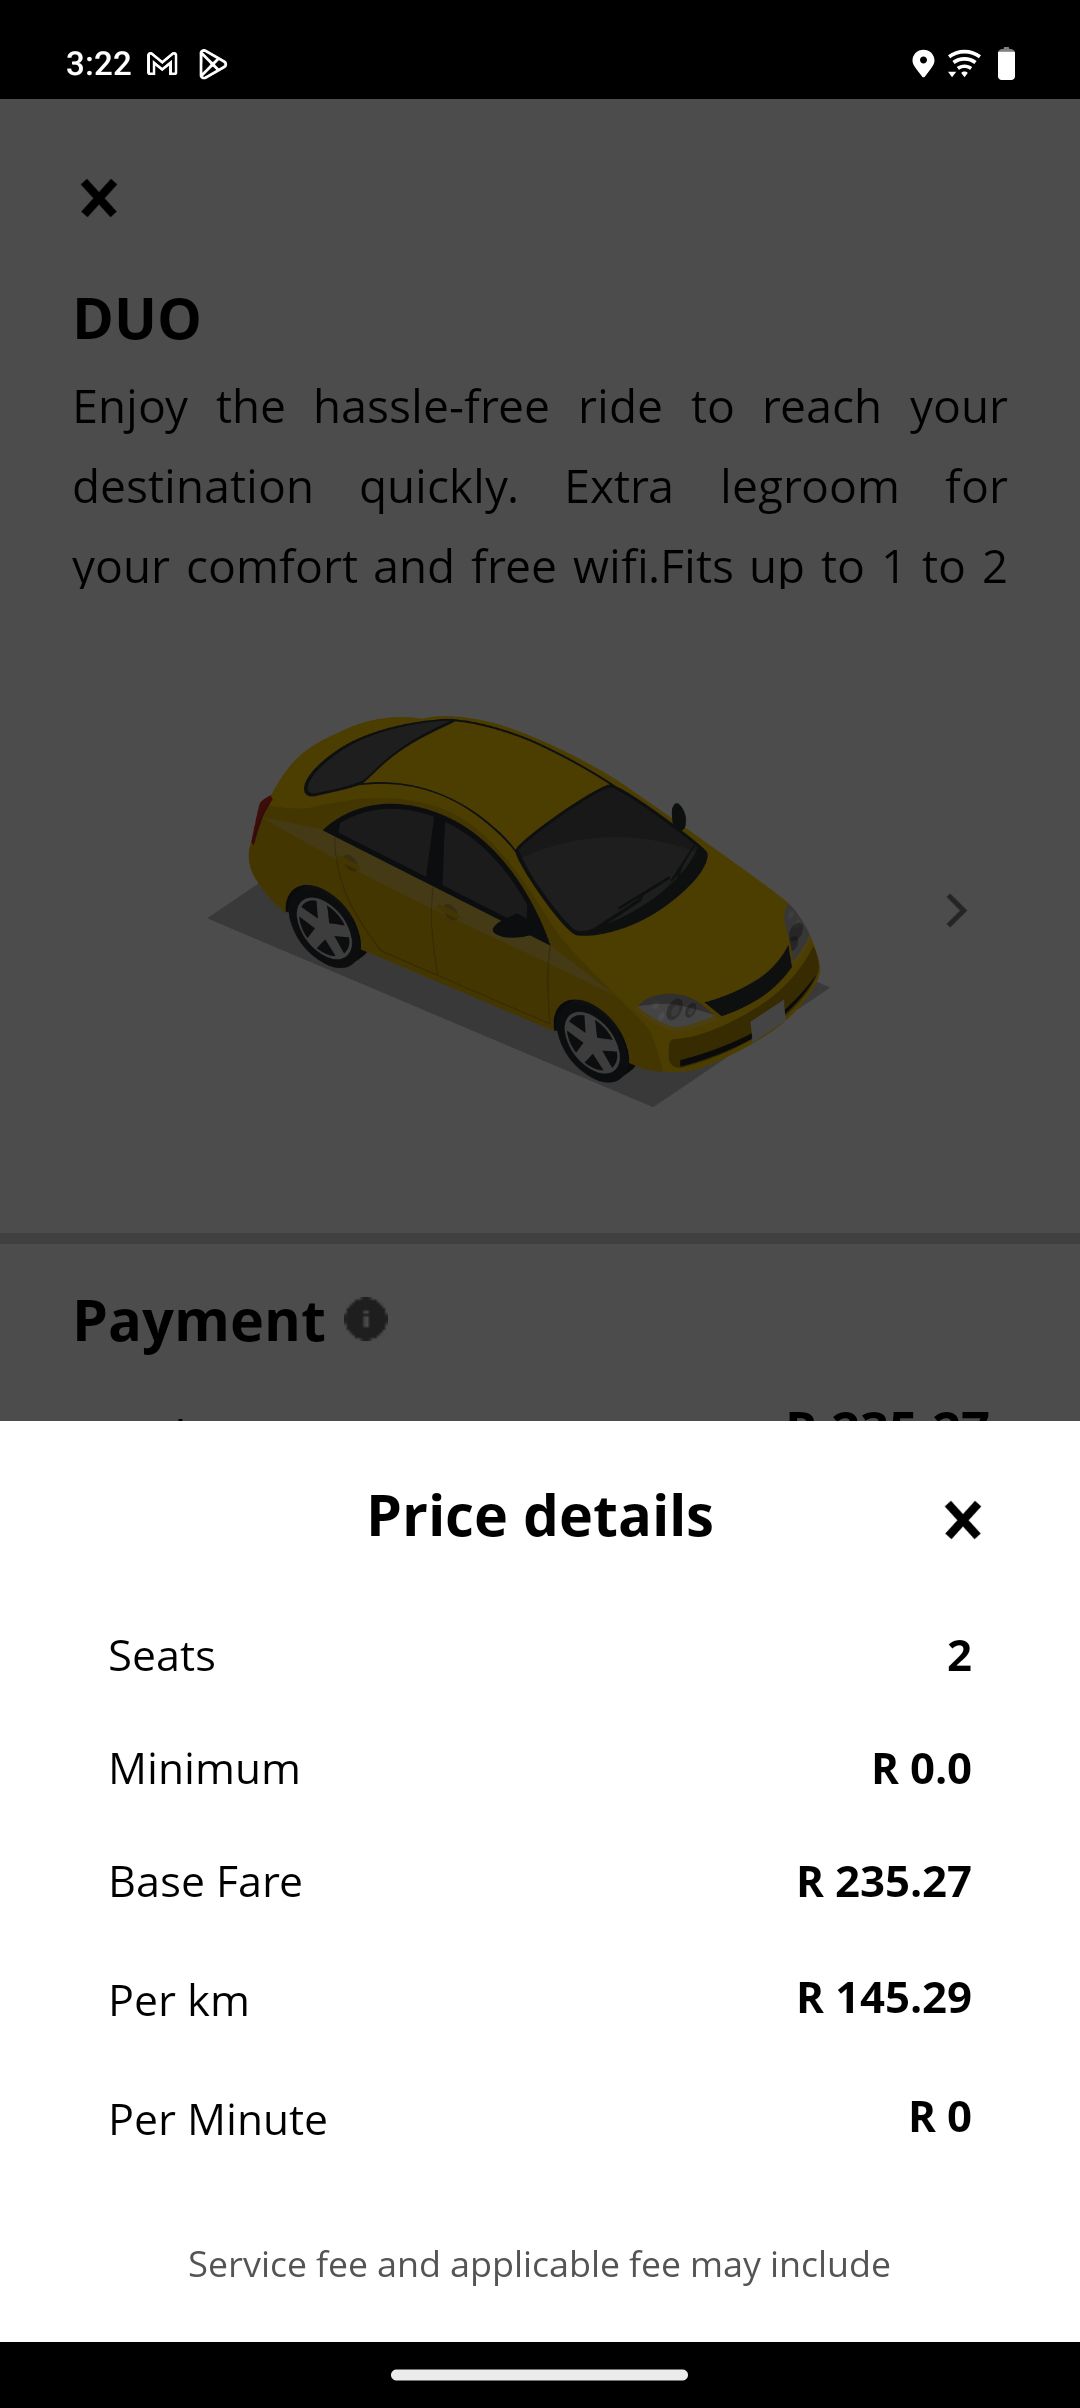 3:22
DUO
Enjoy the hassle-free ride to reach your
destination quickly. Extra legroom for
your comfort and free wifi.Fits up to 1 to 2
Payment
R 235.27
Price details
Seats 2
Minimum R 0.0
Base Fare R 235.27
Per km R 145.29
Per Minute R 0
Service fee and applicable fee may include